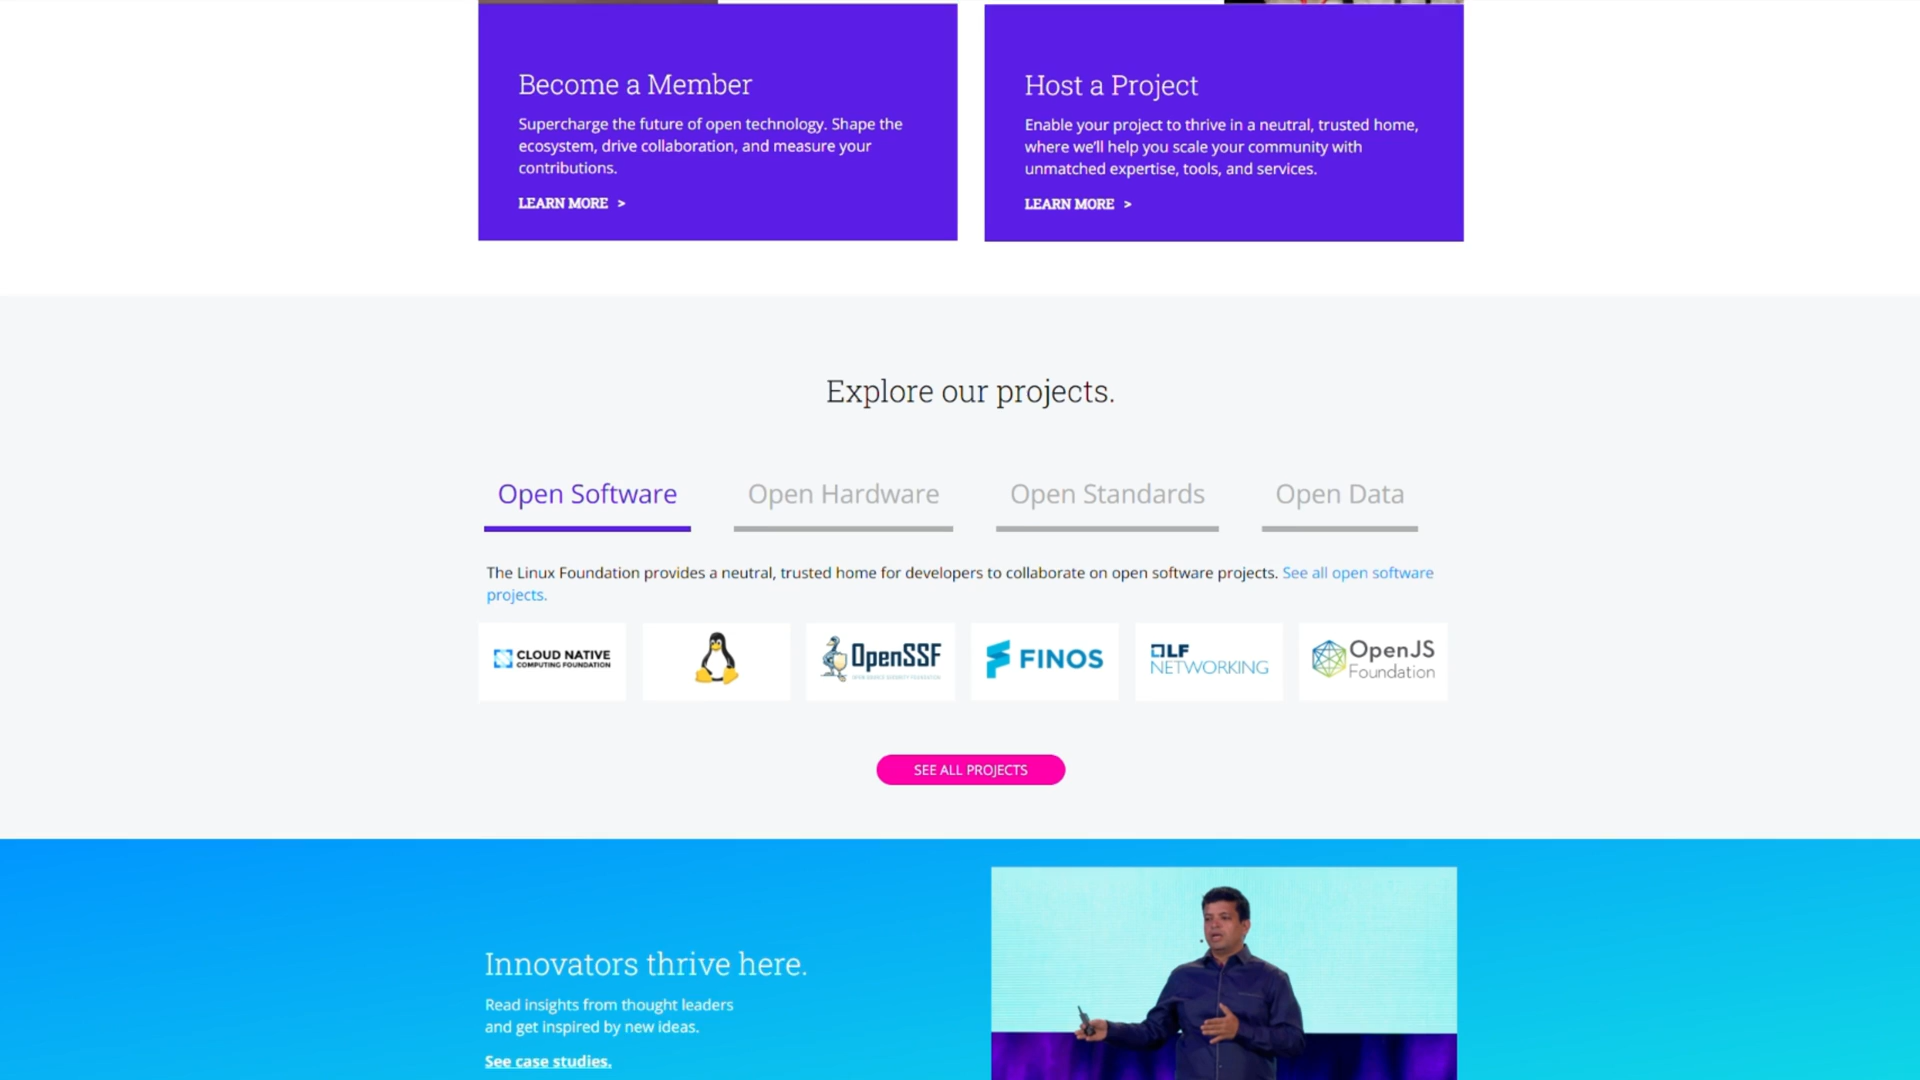 Become a Member
Supercharge the future of open technology. Shape the
ecosystem, drive collaboration, and measure your
contributions.
LEARN MORE >
Host a Project
Enable your project to thrive in a neutral, trusted home,
where we'll help you scale your community with
unmatched expertise, tools, and services.
LEARN MORE >
Explore our projects.
Open Software
Open Hardware
Open Standards
Open Data
The Linux Foundation provides a neutral, trusted home for developers to collaborate on open software projects. See all open software
projects.
CLOUD NATIVE
COMPUTING FOUNDATION
OpenSSF
OPEN SOURCE SECURITY FOUNDATION
FINOS
LF
NETWORKING
OpenJS
Foundation
SEE ALL PROJECTS
Innovators thrive here.
Read insights from thought leaders
and get inspired by new ideas.
See case studies.